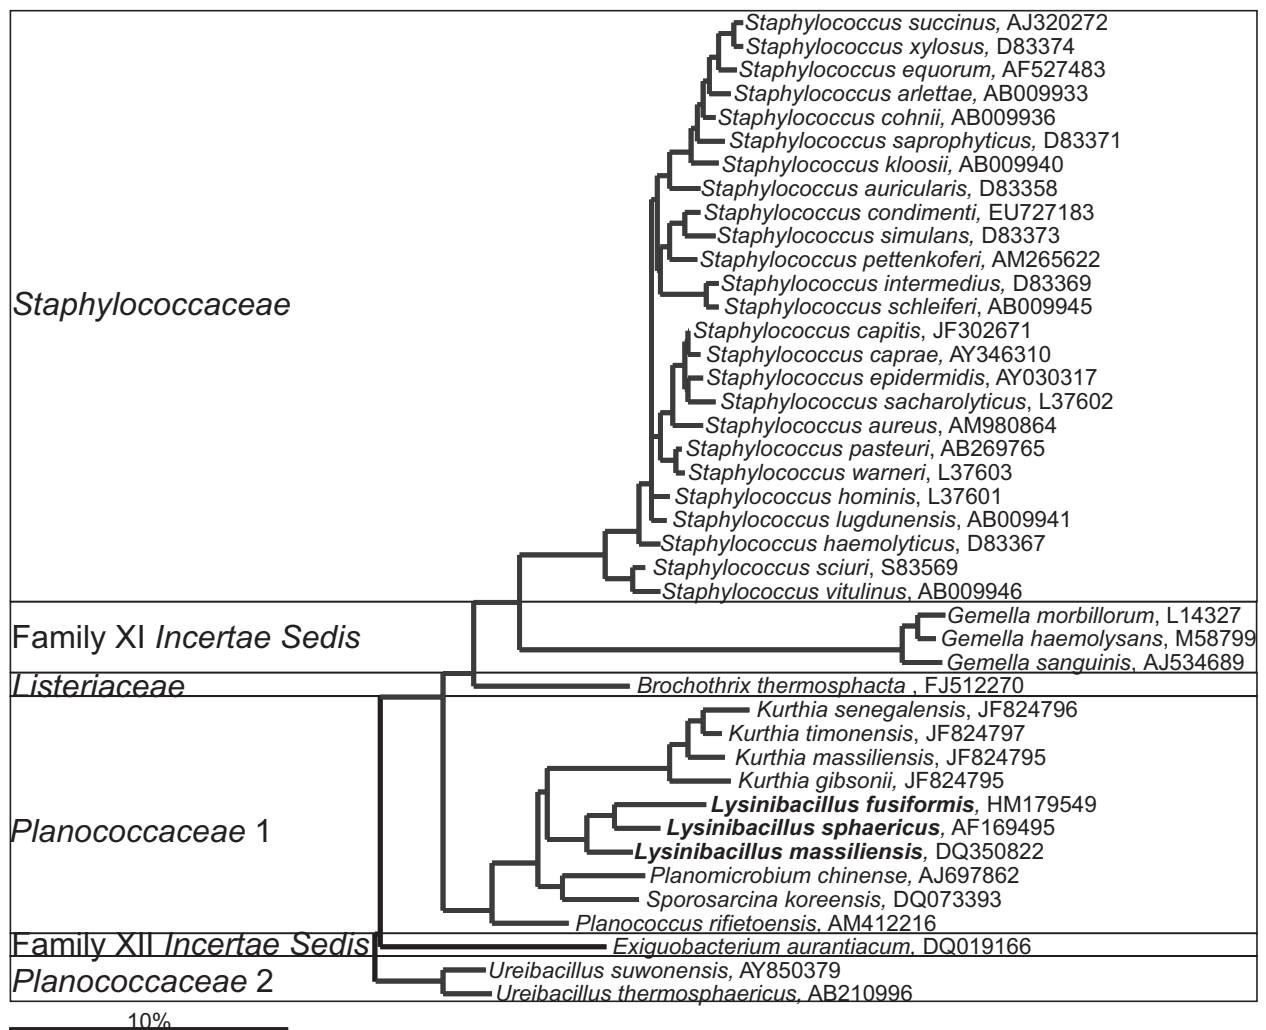 Staphylococcus succinus, AJ320272
Staphylococcus xylosus, D83374
Staphylococcus equorum, AF527483
Staphylococcus arlettae, AB009933
Staphylococcus cohnii, AB009936
Staphylococcus saprophyticus, D83371
Staphylococcus kloosii, AB009940
Staphylococcus auricularis, D83358
Staphylococcus condimenti, EU727183
Staphylococcus simulans, D83373
Staphylococcus pettenkoferi, AM265622
Staphylococcus intermedius, D83369
Staphylococcaceae
Staphylococcus schleiferi, AB009945
Staphylococcus capitis, JF302671
Staphylococcus caprae, AY346310
Staphylococcus epidermidis, AY030317
Staphylococcus sacharolyticus, L37602
Staphylococcus aureus, AM980864
Staphylococcus pasteuri, AB269765
Staphylococcus warneri, L37603
Staphylococcus hominis, L37601
Staphylococcus lugdunensis, AB009941
Staphylococcus haemolyticus, D83367
Staphylococcus sciuri, S83569
Staphylococcus vitulinus, AB009946
Gemella morbillorum, L14327
Family XI Incertae Sedis
Gemella haemolysans, M58799
Gemella sanguinis, AJ534689
Listeriaceae
Brochothrix thermosphacta , FJ512270
Kurthia senegalensis, JF824796
Kurthia timonensis, JF824797
Kurthia massiliensis, JF824795
Kurthia gibsonii, JF824795
Lysinibacillus fusiformis, HM179549
Planococcaceae 1
Lysinibacillus sphaericus, AF169495
Lysinibacillus massiliensis, DQ350822
Planomicrobium chinense, AJ697862
Sporosarcina koreensis, DQ073393
Planococcus rifietoensis, AM412216
Family XII Incertae Sedis
Exiguobacterium aurantiacum, DQ019166
Ureibacillus suwonensis, AY850379
Planococcaceae 2
Ureibacillus thermosphaericus, AB210996
10%